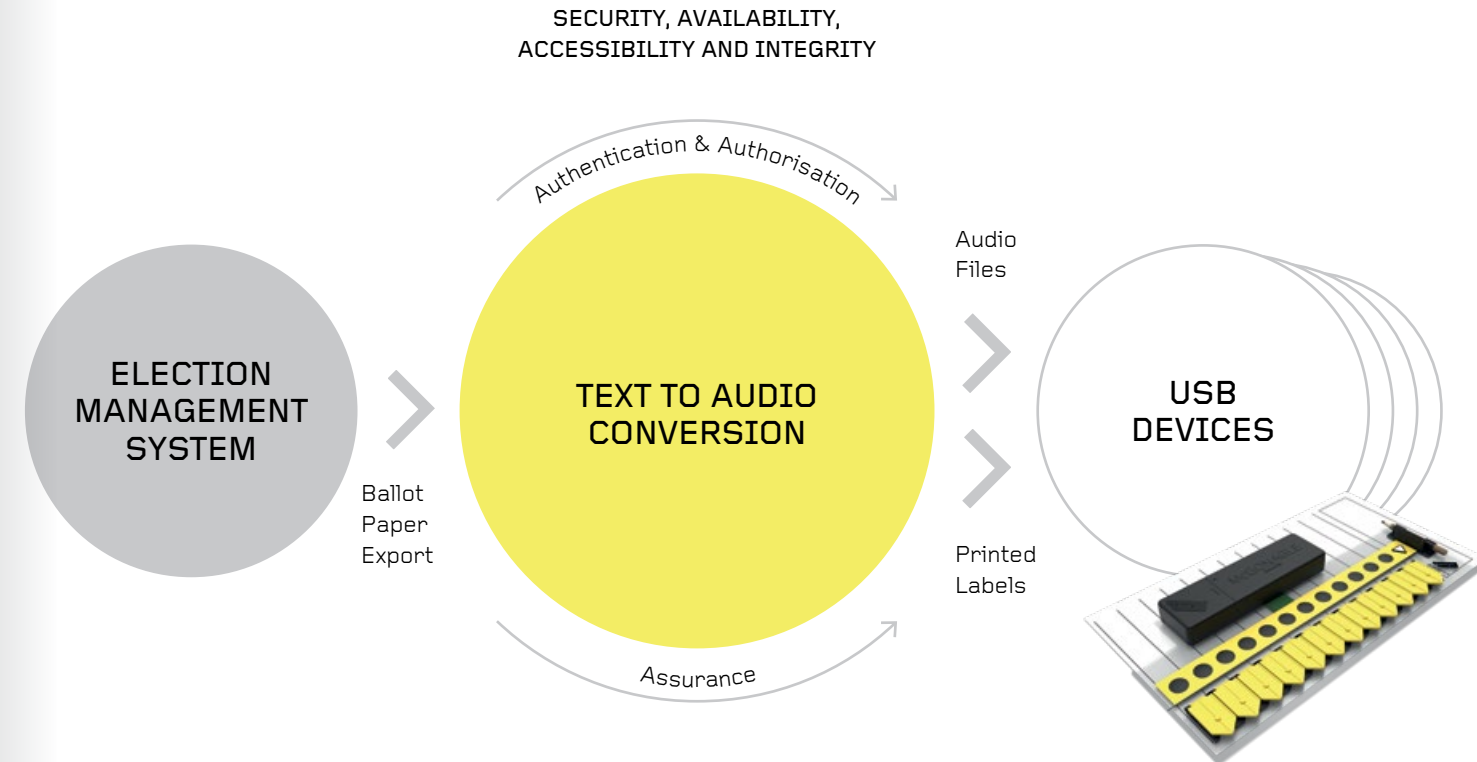 SECURITY, AVAILABILITY,
ACCESSIBILITY AND INTEGRITY
Authentication & Authorisation
ELECTION
MANAGEMENT
SYSTEM
Ballot
Paper
Export
TEXT TO AUDIO
CONVERSION
Assurance
Audio
Files
Printed
Labels
USB
DEVICES